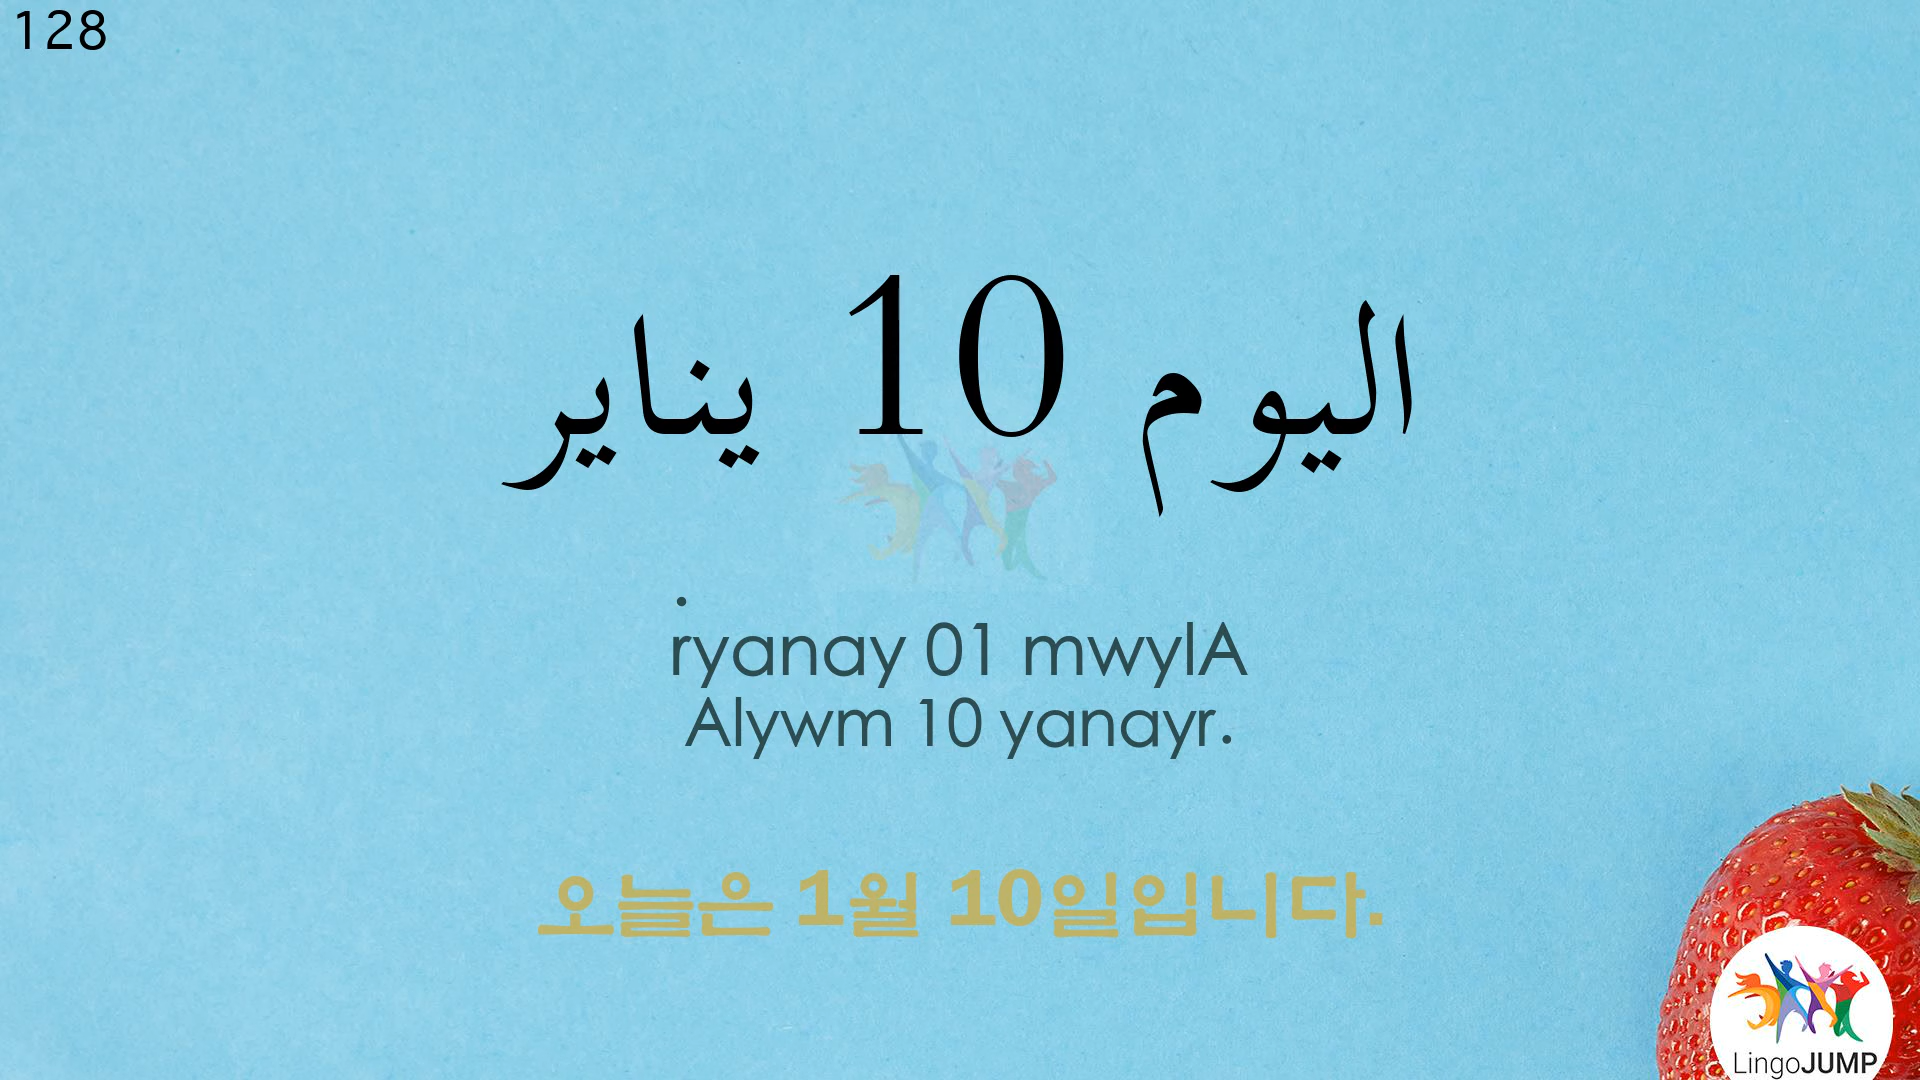 128
اليوم 10 يناير
.
ryanay 01 mwylA
Alywm 10 yanayr.
오늘은 1월 10일입니다.
LingoJUMP